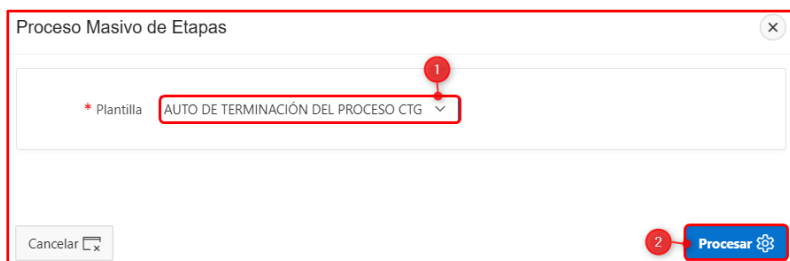 Proceso Masivo de Etapas
1
* Plantilla AUTO DE TERMINACIÓN DEL PROCESO CTG
Cancelar 2 Procesar